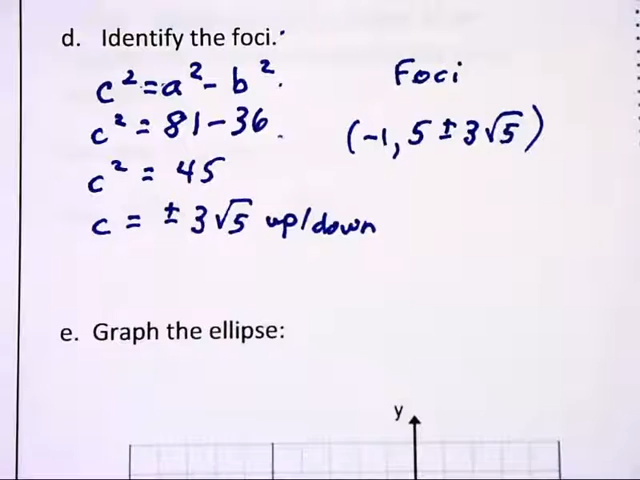 d. Identify the foci.
c² = a² - b².
Foci
c² = 81 - 36
(-1, 5 ± 3√5)
c² = 45
c = ± 3√5 up/down
e. Graph the ellipse:
y